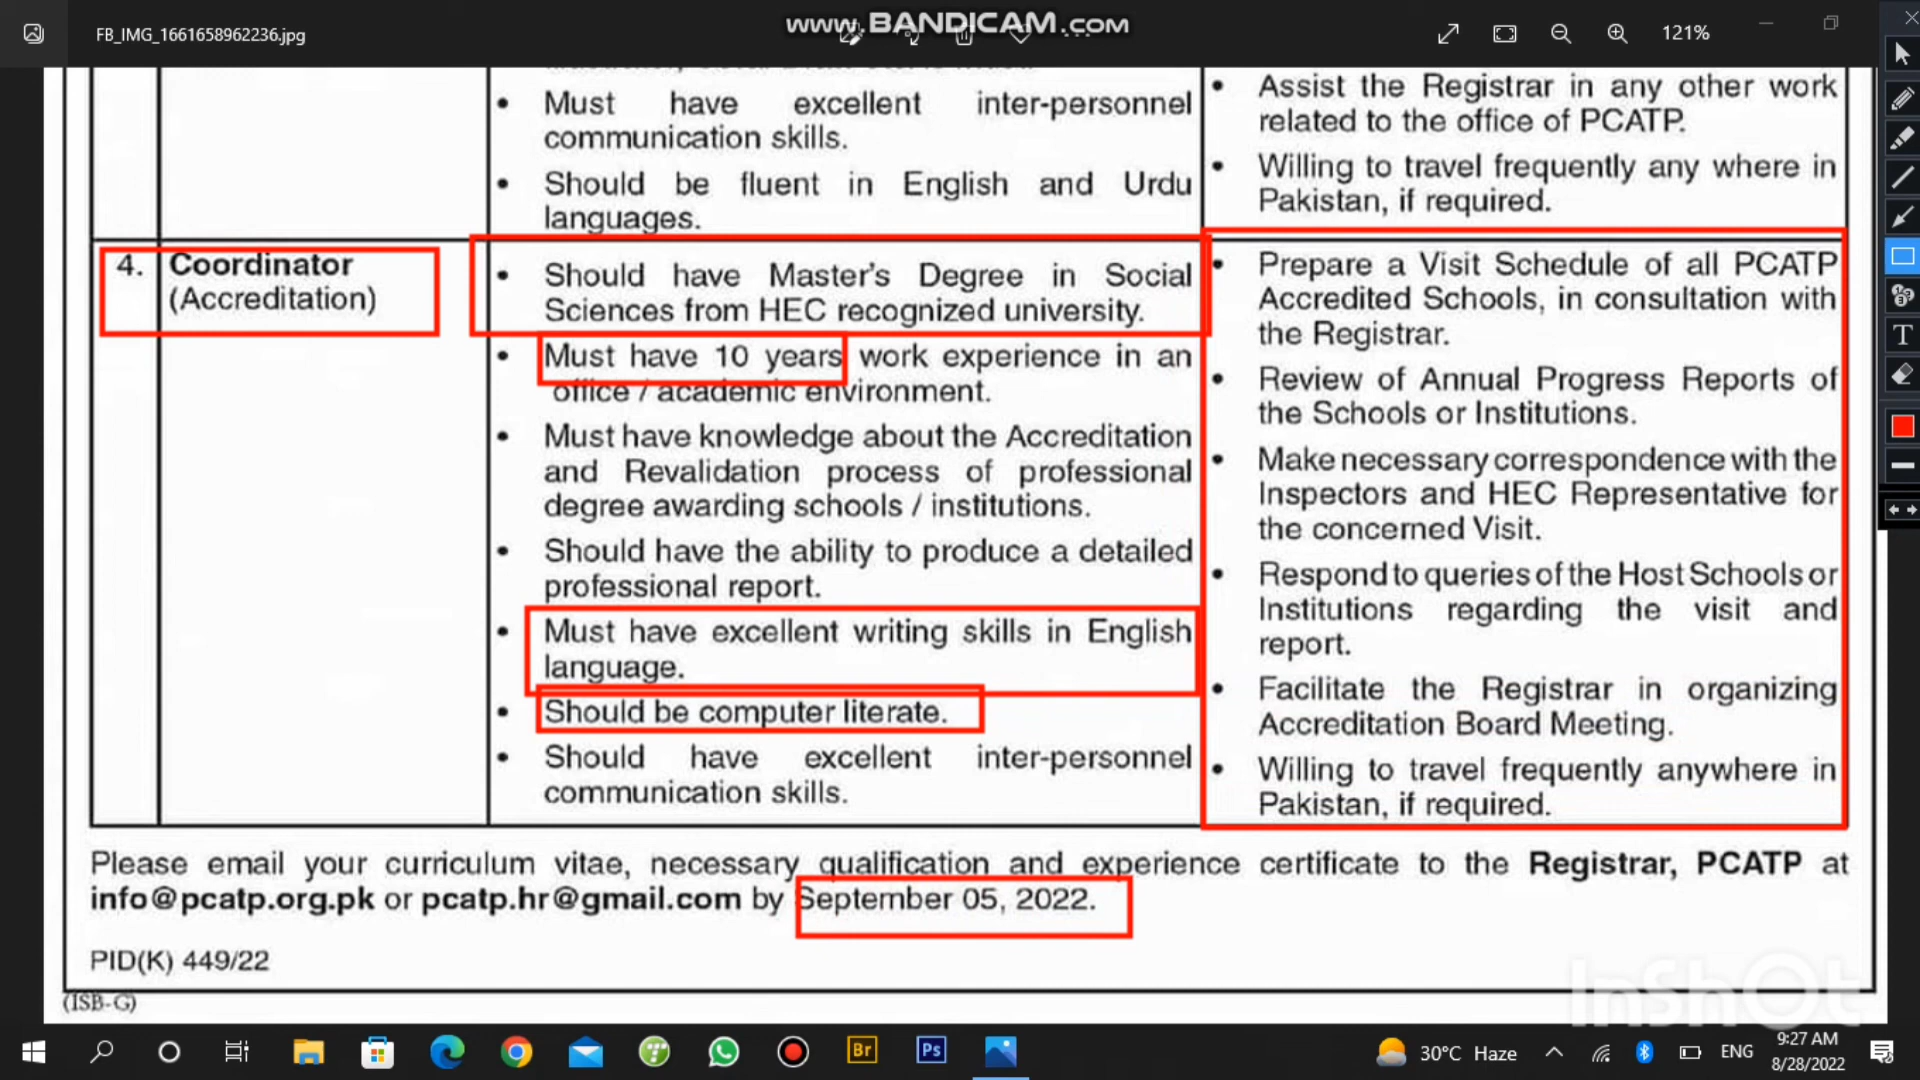 www.BANDICAM.com
FB_IMG_1661658962236.jpg
121%
• Must have excellent inter-personnel
communication skills.
• Should be fluent in English and Urdu
languages.
• Assist the Registrar in any other work
related to the office of PCATP.
• Willing to travel frequently any where in
Pakistan, if required.
4. Coordinator
(Accreditation)
• Should have Master's Degree in Social
Sciences from HEC recognized university.
• Must have 10 years work experience in an
office / academic environment.
• Must have knowledge about the Accreditation
and Revalidation process of professional
degree awarding schools / institutions.
• Should have the ability to produce a detailed
professional report.
• Must have excellent writing skills in English
language.
• Should be computer literate.
• Should have excellent inter-personnel
communication skills.
• Prepare a Visit Schedule of all PCATP
Accredited Schools, in consultation with
the Registrar.
• Review of Annual Progress Reports of
the Schools or Institutions.
• Make necessary correspondence with the
Inspectors and HEC Representative for
the concerned Visit.
• Respond to queries of the Host Schools or
Institutions regarding the visit and
report.
• Facilitate the Registrar in organizing
Accreditation Board Meeting.
• Willing to travel frequently anywhere in
Pakistan, if required.
Please email your curriculum vitae, necessary qualification and experience certificate to the Registrar, PCATP at
info@pcatp.org.pk or pcatp.hr@gmail.com by September 05, 2022.
PID(K) 449/22
(ISB-G)
InShOt
Br
Ps
30°C Haze
ENG
9:27 AM
8/28/2022